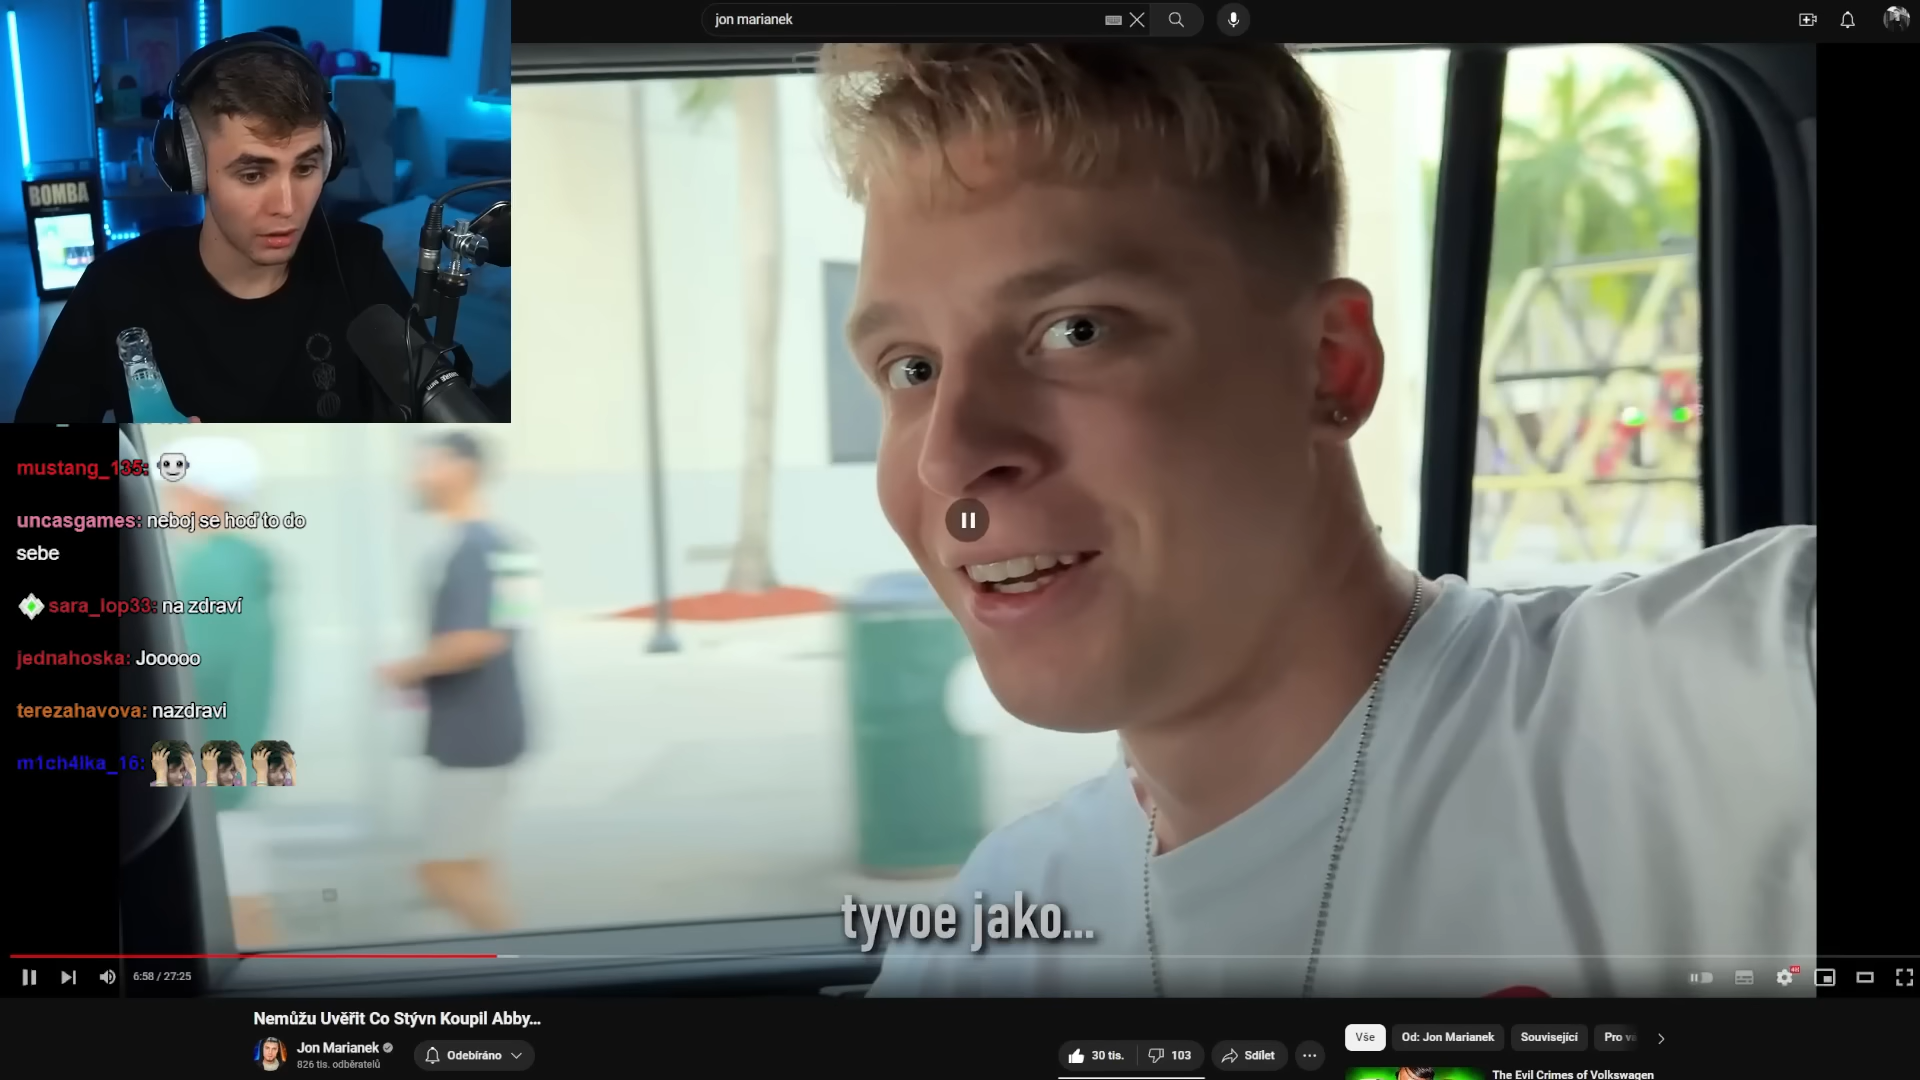 jon marianek
BOMBA
mustang_135:
uncasgames: neboj se hoď to do
sebe
sara_lop33: na zdraví
jednahoska: Jooooo
terezahavova: nazdravi
m1ch4lka_16:
tyvoe jako...
6:58 / 27:25
Nemůžu Uvěřit Co Stývn Koupil Abby...
Jon Marianek
826 tis. odběratelů
Odebíráno
30 tis.
103
Sdílet
Vše
Od: Jon Marianek
Související
Pro
The Evil Crimes of Volkswagen